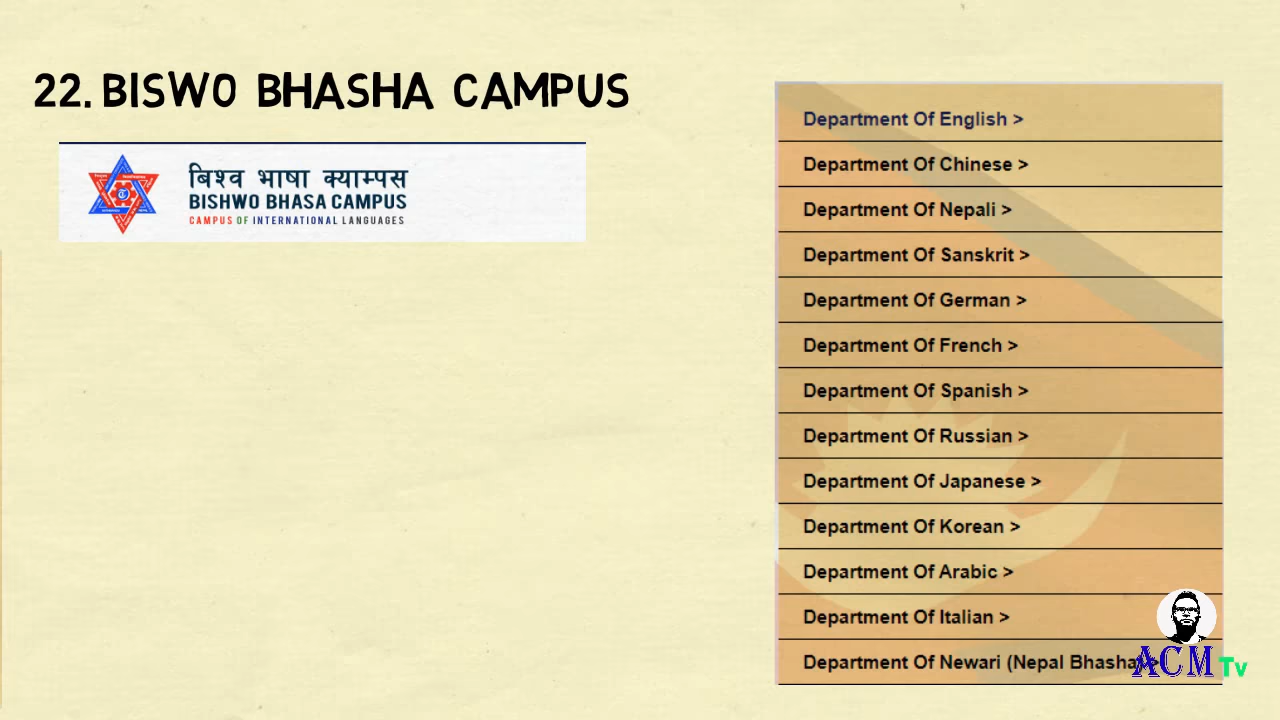 22. BISWO BHASHA CAMPUS
बिश्व भाषा क्याम्पस
BISHWO BHASA CAMPUS
CAMPUS OF INTERNATIONAL LANGUAGES
Department Of English >
Department Of Chinese >
Department Of Nepali >
Department Of Sanskrit >
Department Of German >
Department Of French >
Department Of Spanish >
Department Of Russian >
Department Of Japanese >
Department Of Korean >
Department Of Arabic >
Department Of Italian >
Department Of Newari (Nepal Bhasha) >
ACM Tv